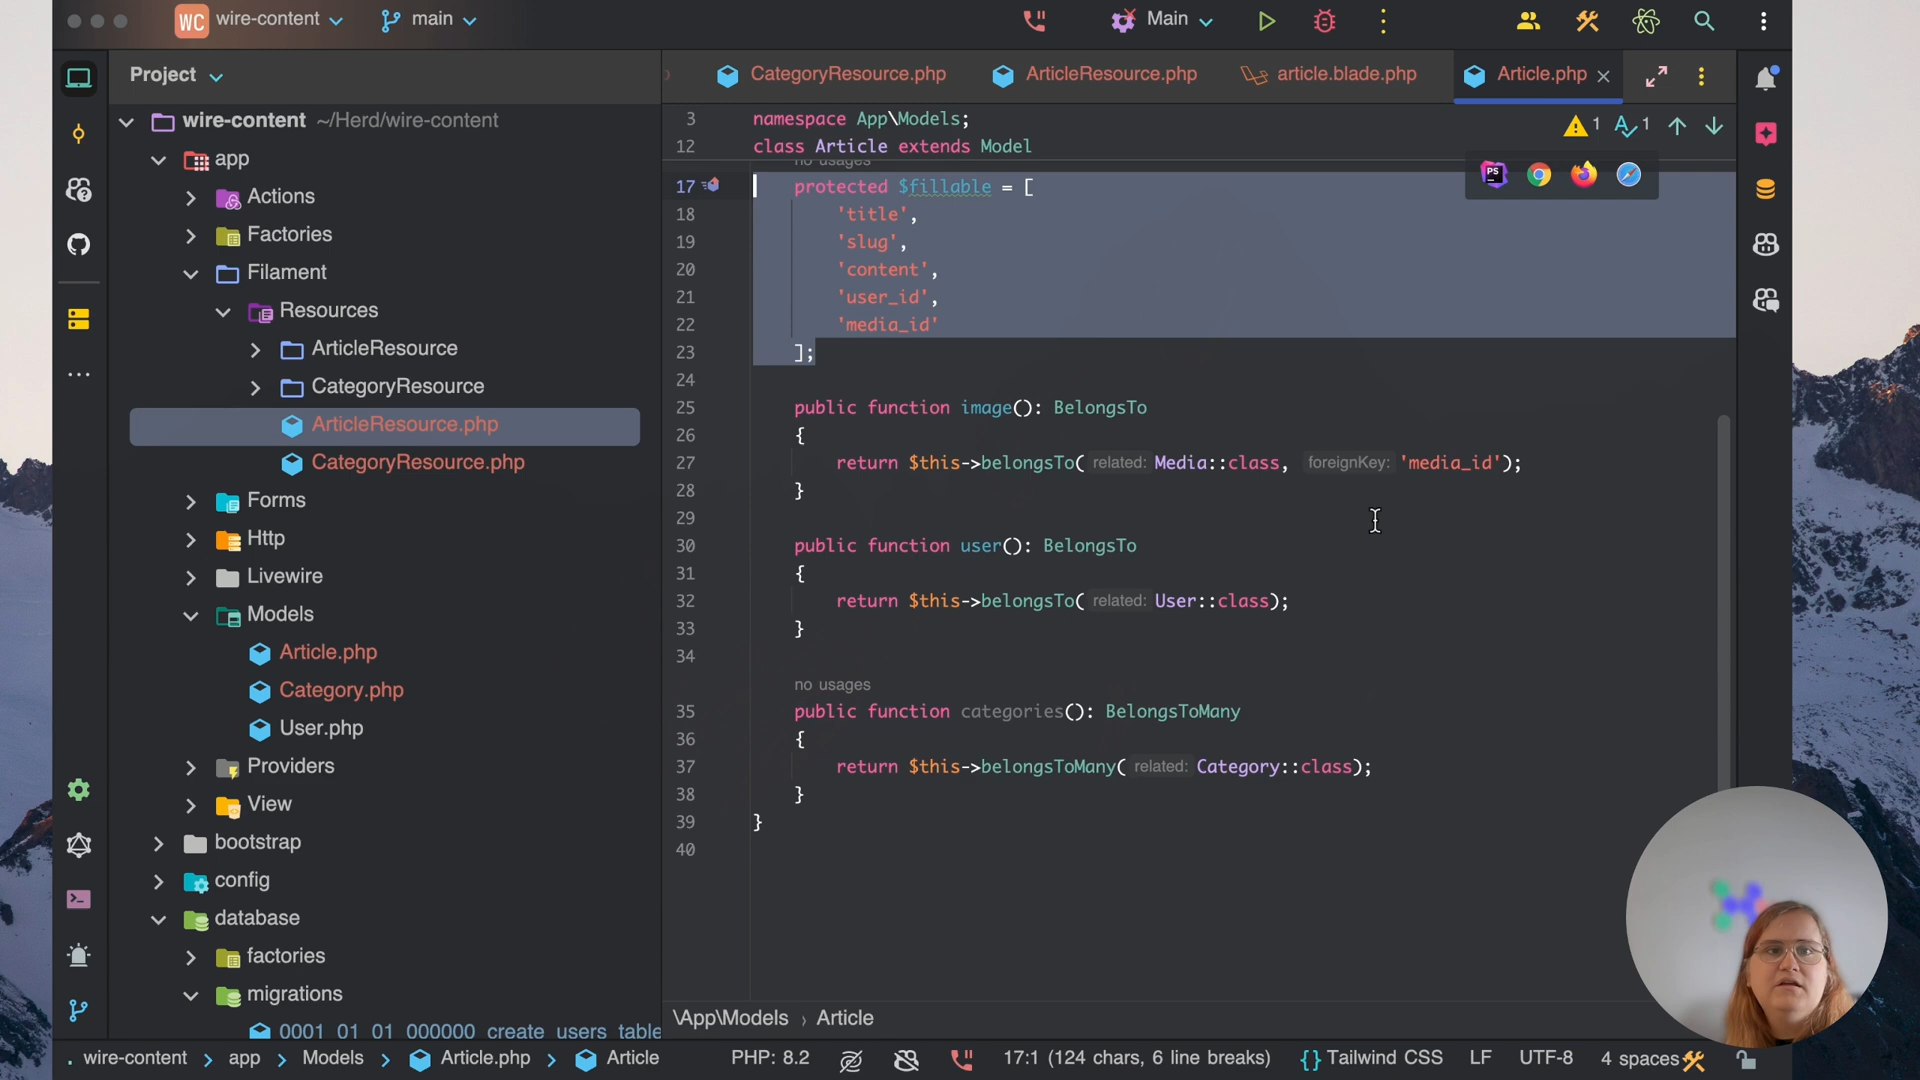 WC wire-content main Main
Project
CategoryResource.php ArticleResource.php article.blade.php Article.php
wire-content ~/Herd/wire-content
app
Actions
Factories
Filament
Resources
ArticleResource
CategoryResource
ArticleResource.php
CategoryResource.php
Forms
Http
Livewire
Models
Article.php
Category.php
User.php
Providers
View
bootstrap
config
database
factories
migrations
0001_01_01_000000_create_users_table
1 1
PS
3 namespace App\Models;
12 class Article extends Model
no usages
17 protected $fillable = [
18 'title',
19 'slug',
20 'content',
21 'user_id',
22 'media_id'
23 ];
24
25 public function image(): BelongsTo
26 {
27 return $this->belongsTo( related: Media::class, foreignKey: 'media_id');
28 }
29
30 public function user(): BelongsTo
31 {
32 return $this->belongsTo( related: User::class);
33 }
34
no usages
35 public function categories(): BelongsToMany
36 {
37 return $this->belongsToMany( related: Category::class);
38 }
39 }
40
\App\Models › Article
wire-content › app › Models › Article.php › Article PHP: 8.2 17:1 (124 chars, 6 line breaks) {} Tailwind CSS LF UTF-8 4 spaces